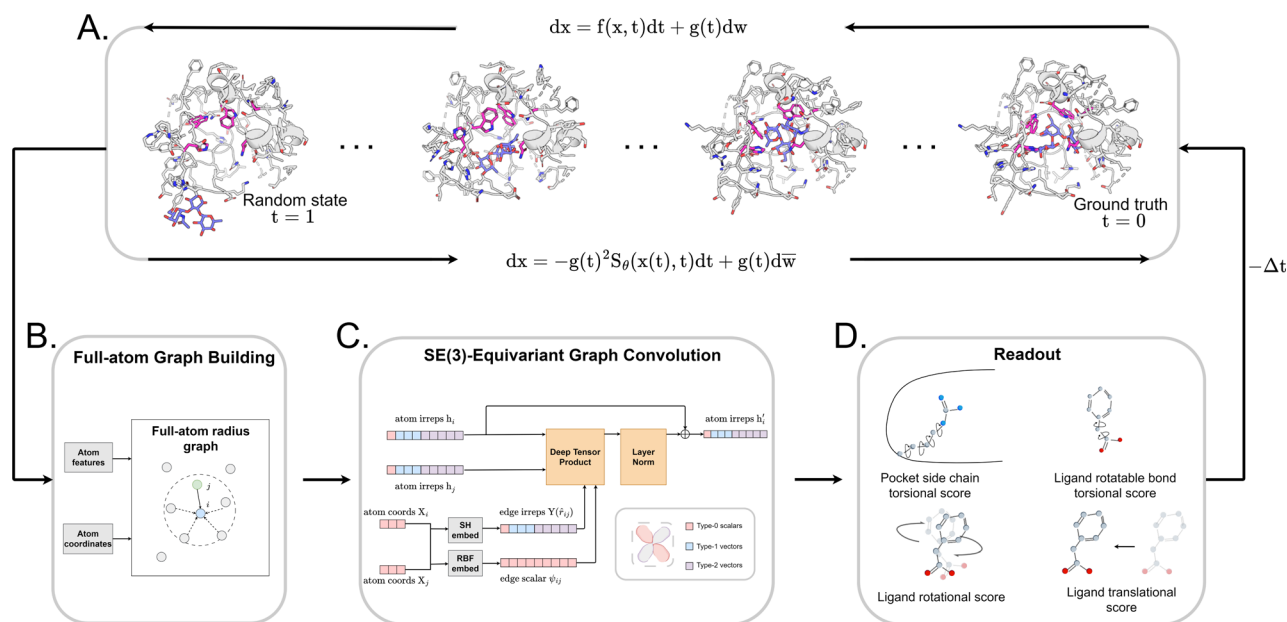 A.
dx = f(x, t)dt + g(t)dw
...
...
...
Random state
t = 1
Ground truth
t = 0
dx = −g(t)²S_θ(x(t), t)dt + g(t)dw̅
−Δt
B.
Full-atom Graph Building
Atom
features
Atom
coordinates
Full-atom radius
graph
j
i
C.
SE(3)-Equivariant Graph Convolution
atom irreps h_i
atom irreps h_j
Deep Tensor
Product
Layer
Norm
atom irreps h′_i
atom coords X_i
atom coords X_j
SH
embed
RBF
embed
edge irreps Y(r̂_ij)
edge scalar ψ_ij
Type-0 scalars
Type-1 vectors
Type-2 vectors
D.
Readout
Pocket side chain
torsional score
Ligand rotatable bond
torsional score
Ligand rotational score
Ligand translational
score